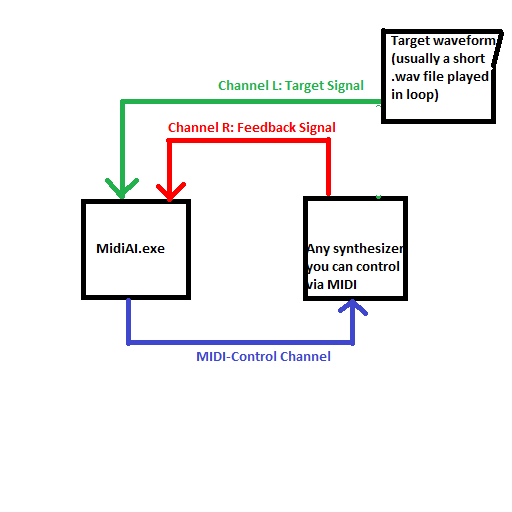 Target waveform
(usually a short
.wav file played
in loop)
Channel L: Target Signal
Channel R: Feedback Signal
MidiAI.exe
Any synthesizer
you can control
via MIDI
MIDI-Control Channel